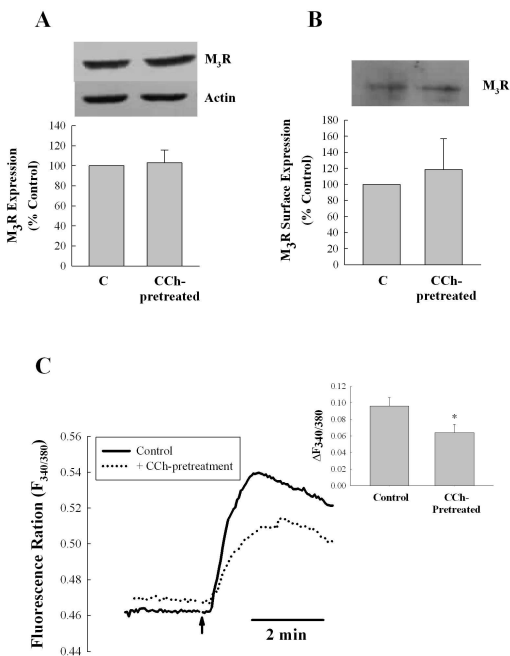 A
M3R
Actin
140
120
100
80
60
40
20
0
M3R Expression
(% Control)
C
CCh-
pretreated
B
M3R
180
160
140
120
100
80
60
40
20
0
M3R Surface Expression
(% Control)
C
CCh-
pretreated
C
0.56
0.54
0.52
0.50
0.48
0.46
0.44
Fluorescence Ration (F340/380)
Control
+ CCh-pretreatment
2 min
0.12
0.10
0.08
0.06
0.04
0.02
0.00
ΔF340/380
*
Control
CCh-
Pretreated